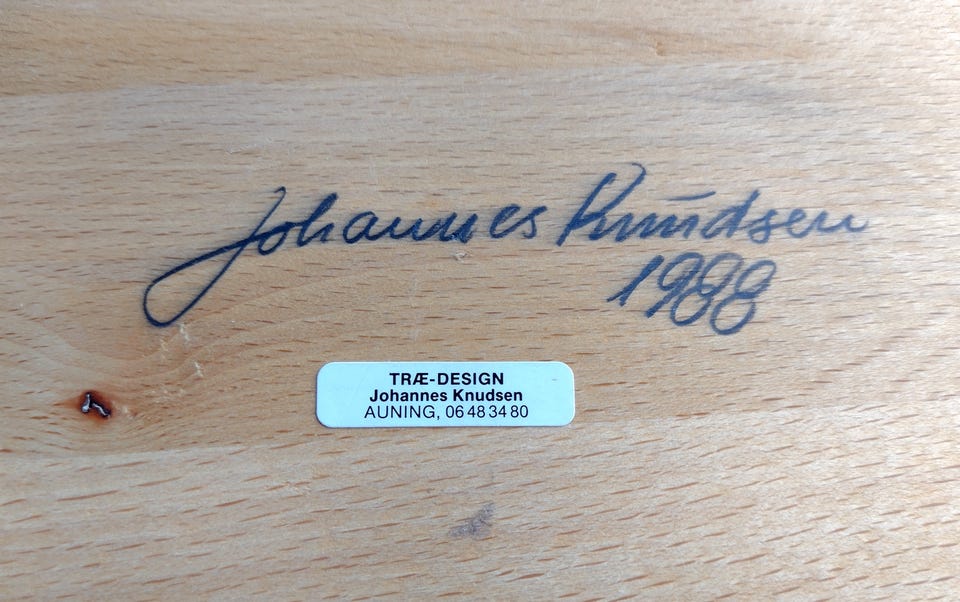 Johannes Knudsen
1988
TRÆ-DESIGN
Johannes Knudsen
AUNING, 06 48 34 80